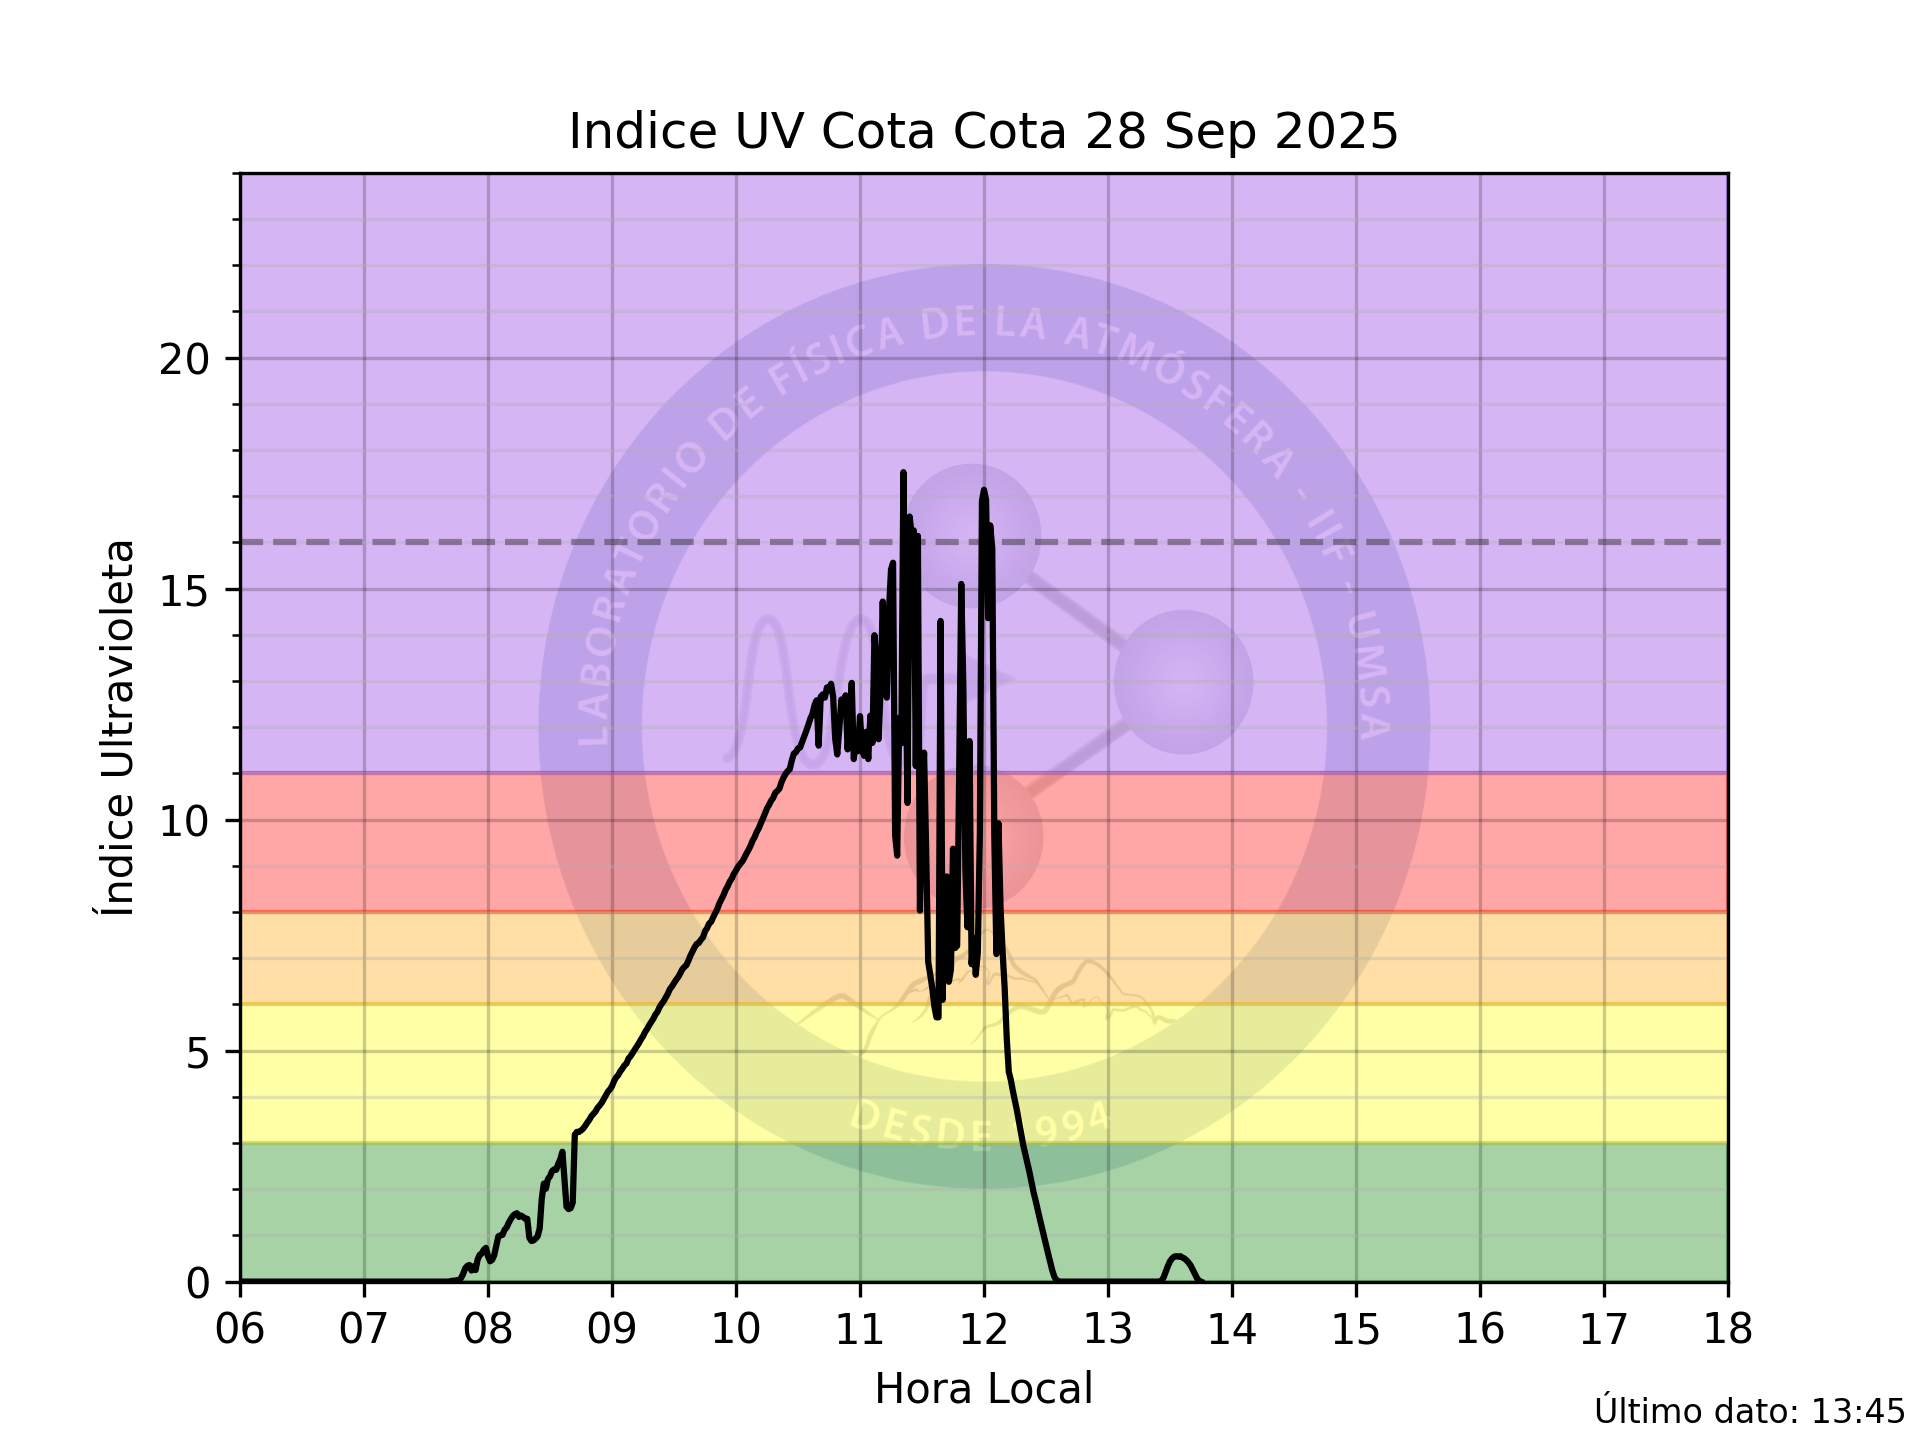 Indice UV Cota Cota 28 Sep 2025
LABORATORIO DE FÍSICA DE LA ATMÓSFERA - IIF - UMSA
20
15
10
5
0
Índice Ultravioleta
DESDE 1994
06 07 08 09 10 11 12 13 14 15 16 17 18
Hora Local
Último dato: 13:45